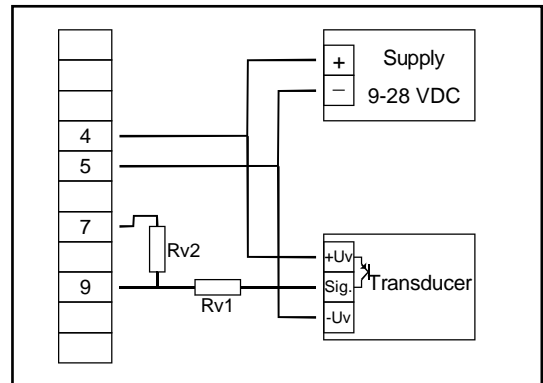 +
Supply
−
9-28 VDC
4
5
7
Rv2
9
Rv1
+Uv
Sig.
Transducer
-Uv